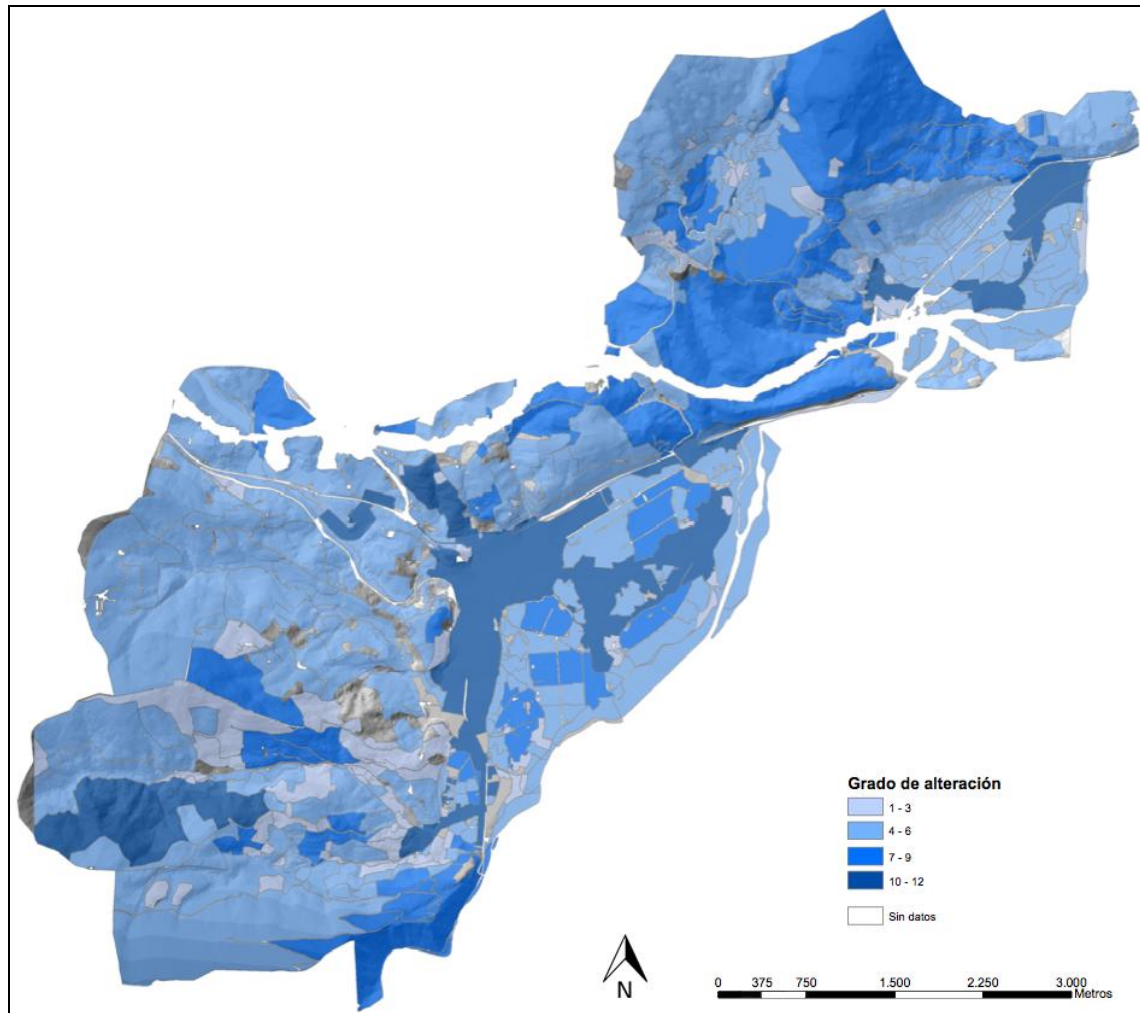 Grado de alteración
1 - 3
4 - 6
7 - 9
10 - 12
Sin datos
N
0 375 750 1.500 2.250 3.000
Metros